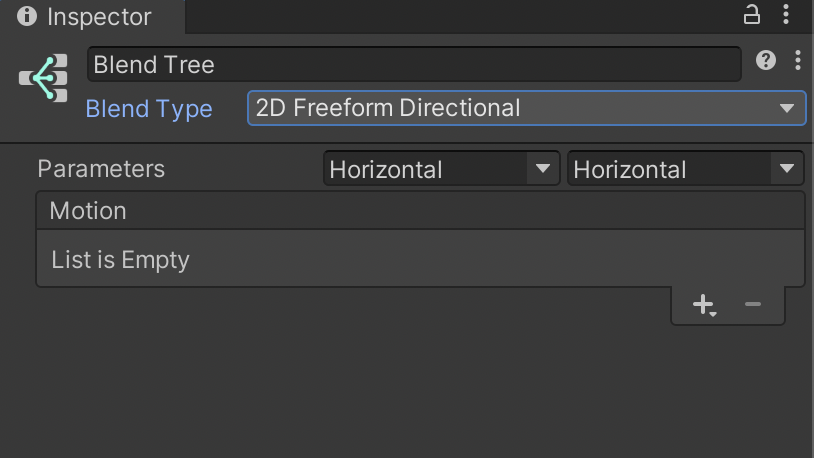 Inspector
Blend Tree
Blend Type 2D Freeform Directional
Parameters Horizontal Horizontal
Motion
List is Empty